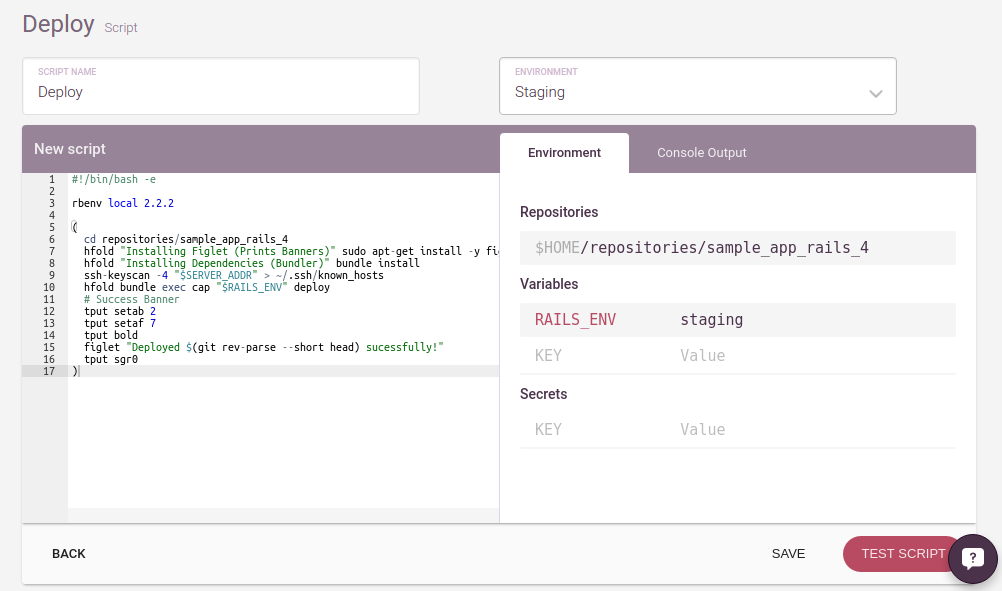 Deploy Script
SCRIPT NAME
Deploy
ENVIRONMENT
Staging
New script
Environment
Console Output
1 #!/bin/bash -e
2
3 rbenv local 2.2.2
4
5 (
6 cd repositories/sample_app_rails_4
7 hfold "Installing Figlet (Prints Banners)" sudo apt-get install -y fi
8 hfold "Installing Dependencies (Bundler)" bundle install
9 ssh-keyscan -4 "$SERVER_ADDR" > ~/.ssh/known_hosts
10 hfold bundle exec cap "$RAILS_ENV" deploy
11 # Success Banner
12 tput setab 2
13 tput setaf 7
14 tput bold
15 figlet "Deployed $(git rev-parse --short head) sucessfully!"
16 tput sgr0
17 )
Repositories
$HOME/repositories/sample_app_rails_4
Variables
RAILS_ENV staging
KEY Value
Secrets
KEY Value
BACK
SAVE
TEST SCRIPT
?